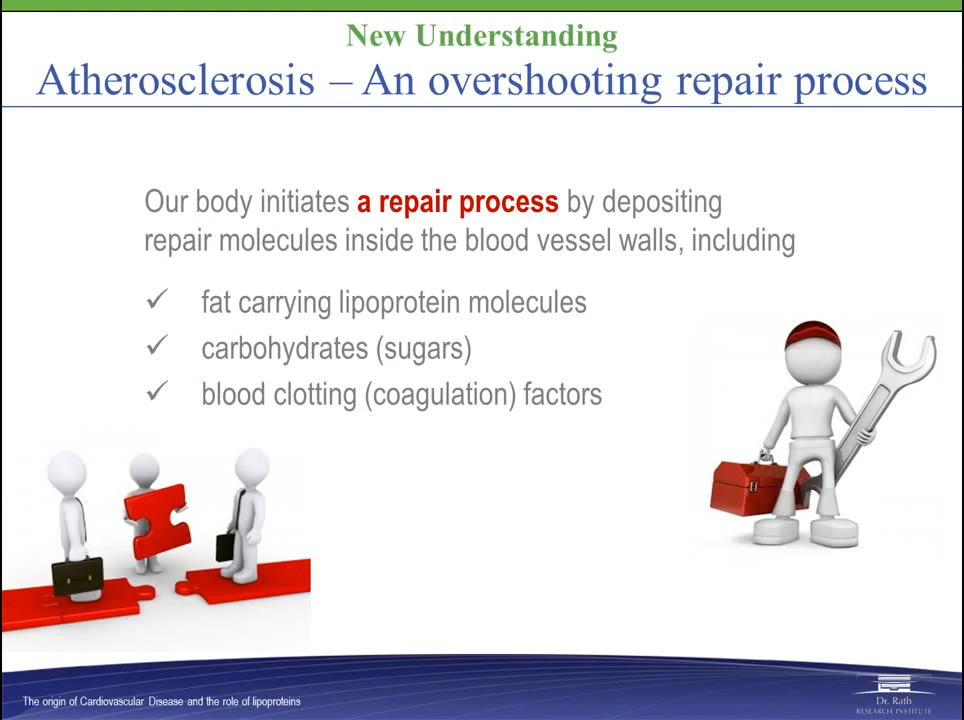 New Understanding
Atherosclerosis – An overshooting repair process
Our body initiates a repair process by depositing
repair molecules inside the blood vessel walls, including
✓ fat carrying lipoprotein molecules
✓ carbohydrates (sugars)
✓ blood clotting (coagulation) factors
The origin of Cardiovascular Disease and the role of lipoproteins
Dr. Rath
RESEARCH INSTITUTE